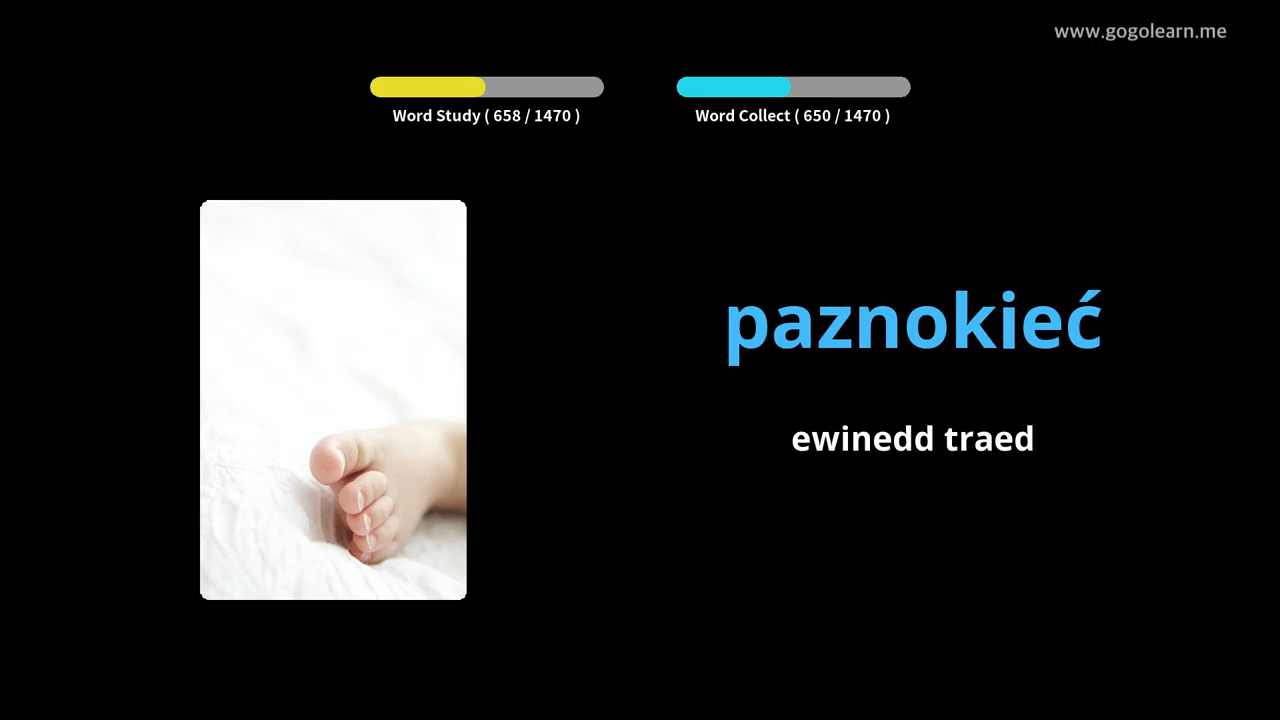 www.gogolearn.me
Word Study ( 658 / 1470 )
Word Collect ( 650 / 1470 )
paznokieć
ewinedd traed